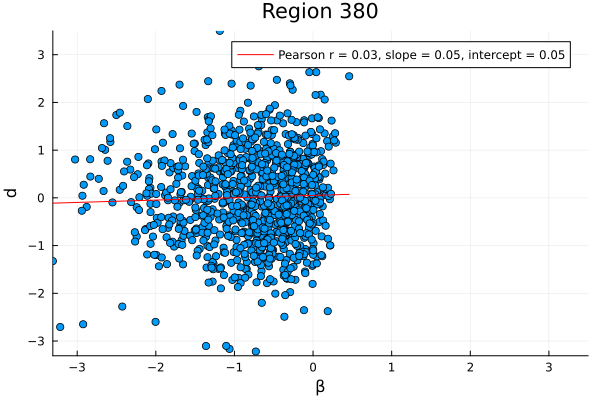 Region 380
Pearson r = 0.03, slope = 0.05, intercept = 0.05
3
2
1
0
−1
−2
−3
d
−3 −2 −1 0 1 2 3
β